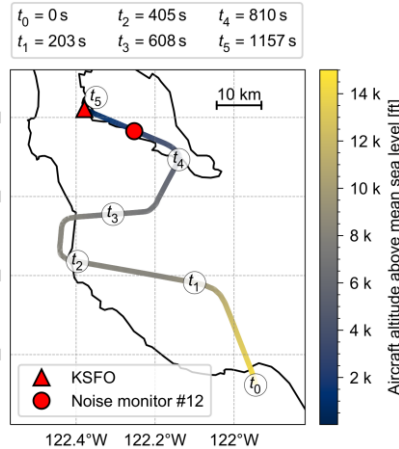 t0 = 0 s t2 = 405 s t4 = 810 s
t1 = 203 s t3 = 608 s t5 = 1157 s
t5
10 km
t4
t3
t2
t1
t0
KSFO
Noise monitor #12
122.4°W 122.2°W 122°W
14 k
12 k
10 k
8 k
6 k
4 k
2 k
Aircraft altitude above mean sea level [ft]